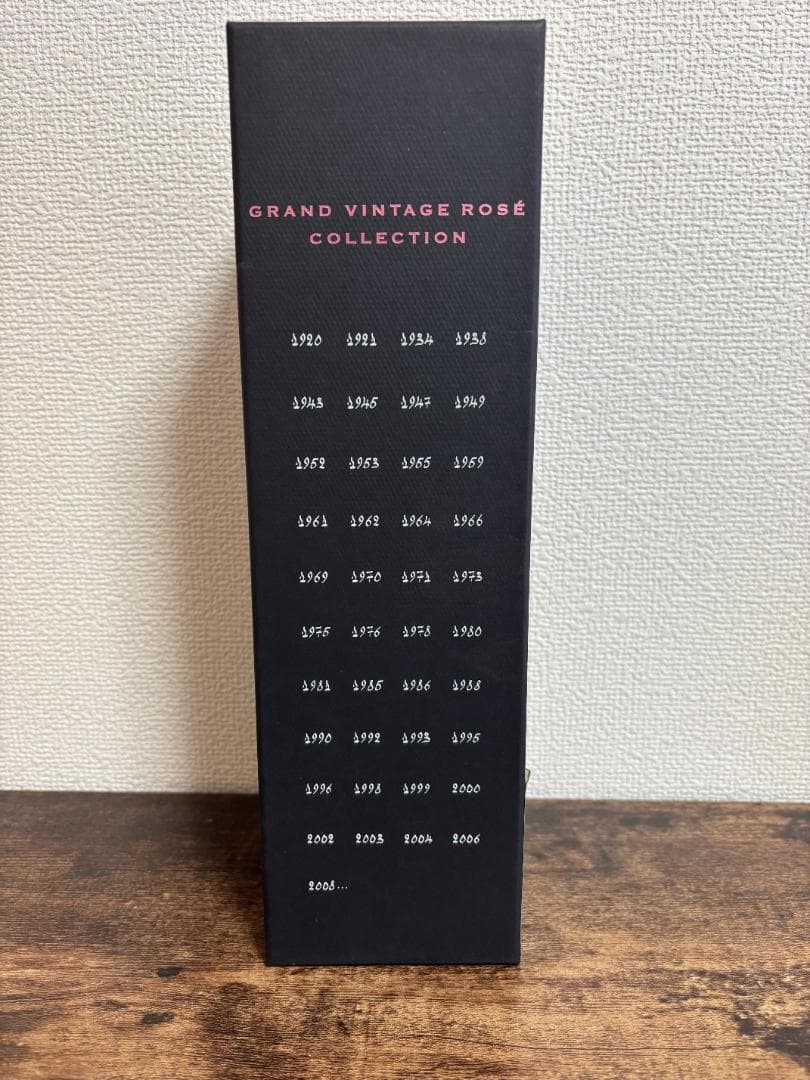 GRAND VINTAGE ROSÉ
COLLECTION
1920 1921 1934 1938
1943 1945 1947 1949
1952 1953 1955 1959
1961 1962 1964 1966
1969 1970 1971 1973
1975 1976 1978 1980
1981 1985 1986 1988
1990 1992 1993 1995
1996 1998 1999 2000
2002 2003 2004 2006
2008...